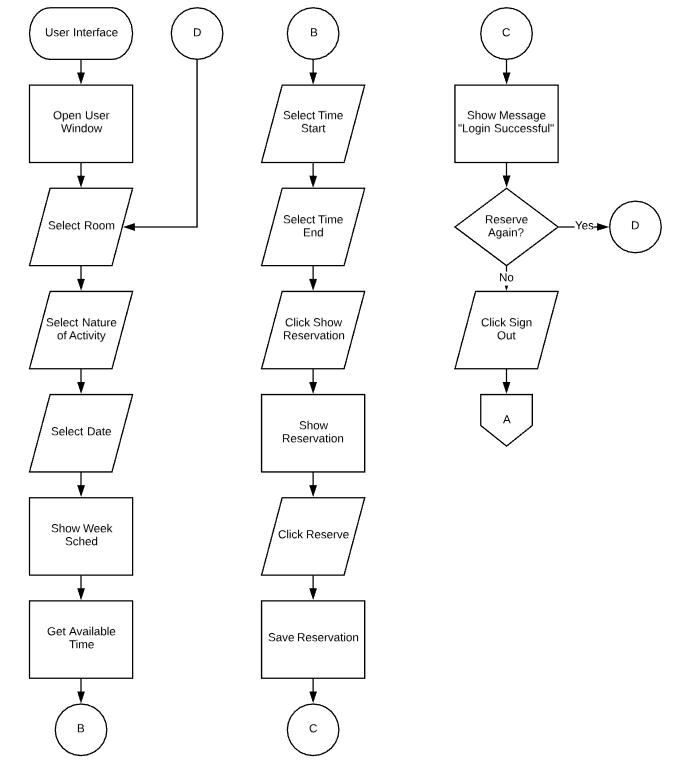 User Interface
Open User
Window
Select Room
Select Nature
of Activity
Select Date
Show Week
Sched
Get Available
Time
B
D
B
Select Time
Start
Select Time
End
Click Show
Reservation
Show
Reservation
Click Reserve
Save Reservation
C
C
Show Message
"Login Successful"
Reserve
Again?
Yes
D
No
Click Sign
Out
A